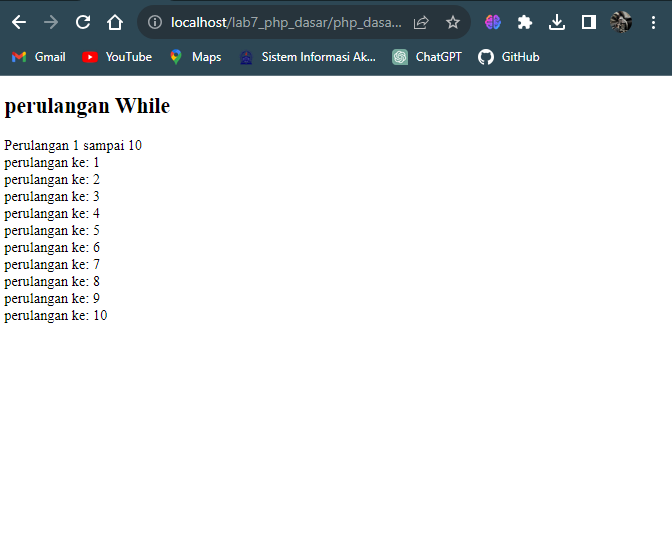 localhost/lab7_php_dasar/php_dasa...
Gmail YouTube Maps Sistem Informasi Ak... ChatGPT GitHub
perulangan While
Perulangan 1 sampai 10
perulangan ke: 1
perulangan ke: 2
perulangan ke: 3
perulangan ke: 4
perulangan ke: 5
perulangan ke: 6
perulangan ke: 7
perulangan ke: 8
perulangan ke: 9
perulangan ke: 10